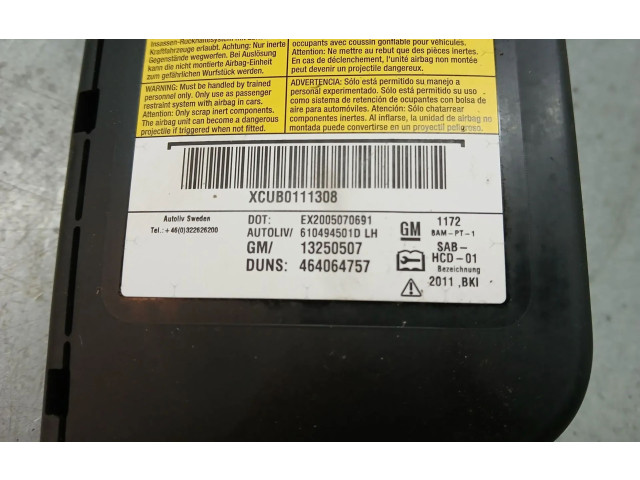 Insassen-Rückhaltesystem mit
Kraftfahrzeuge erlaubt. Achtung: Nur inerte
Gegenstände wegwerfen. Bei Auslösung
kann die nicht montierte Airbag-Einheit
zum gefährlichen Wurfstück werden.
occupants avec coussin gonflable pour véhicules.
Attention: Ne mettre au rebut que des pièces inertes.
En cas de déclenchement, l'unité airbag non montée
peut devenir un projectile dangereux.
WARNING: Must be handled by trained
personnel only. Only use as passenger
restraint system with airbag in cars.
Attention: Only scrap inert components.
The airbag unit can become a dangerous
projectile if triggered when not fitted.
ADVERTENCIA: Sólo está permitido su manejo a
personal experimentado. Sólo está permitido su uso
como sistema de retención de ocupantes con bolsa de
aire para automóviles. Sólo chatarrear
componentes inertes. Al inflarse, la unidad de airbag no
montada puede convertirse en un proyectil peligroso.
XCUB0111308
Autoliv Sweden
Tel.:+46(0)322626200
DOT: EX2005070691
AUTOLIV/ 610494501D LH
GM/ 13250507
DUNS: 464064757
GM 1172
BAM-PT-1
SAB-
HCD-01
Bezeichnung
2011 ,BKI